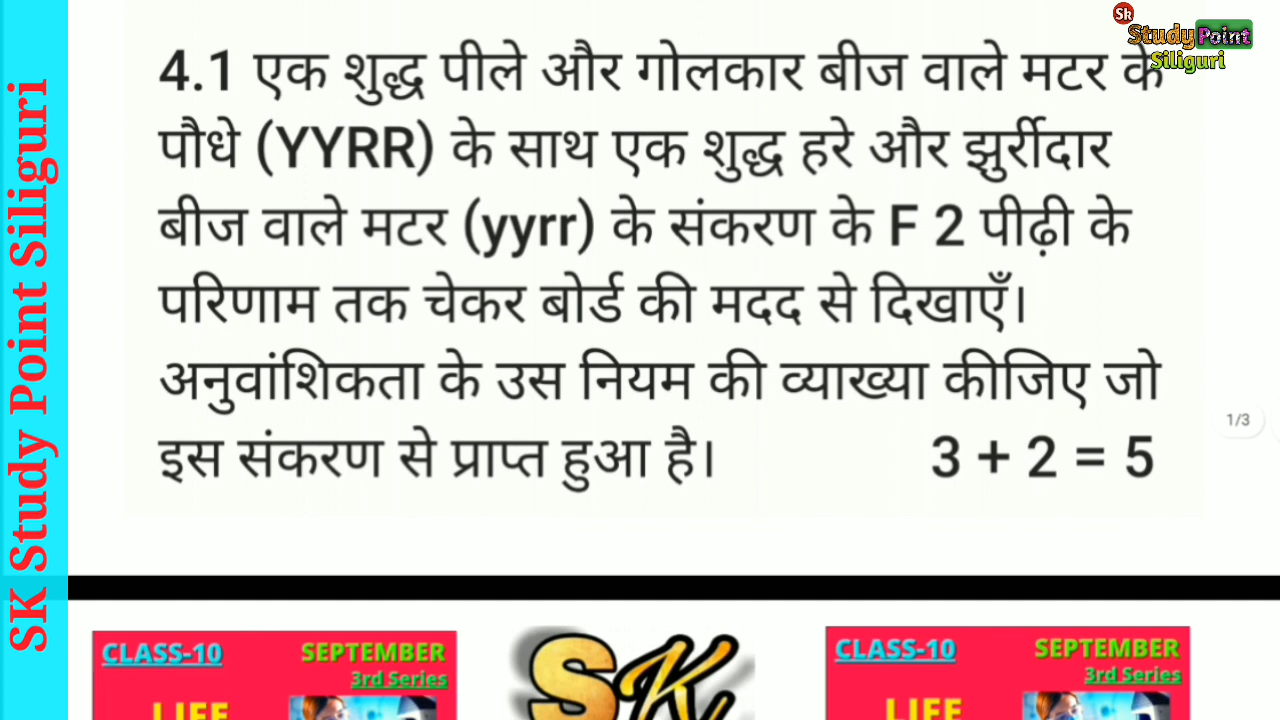 SK Study Point Siliguri
Sk
Study Point
Siliguri
4.1 एक शुद्ध पीले और गोलकार बीज वाले मटर के
पौधे (YYRR) के साथ एक शुद्ध हरे और झुर्रीदार
बीज वाले मटर (yyrr) के संकरण के F 2 पीढ़ी के
परिणाम तक चेकर बोर्ड की मदद से दिखाएँ।
अनुवांशिकता के उस नियम की व्याख्या कीजिए जो
इस संकरण से प्राप्त हुआ है। 3 + 2 = 5
1/3
CLASS-10 SEPTEMBER
3rd Series
LIFE
SK
CLASS-10 SEPTEMBER
3rd Series
LIFE